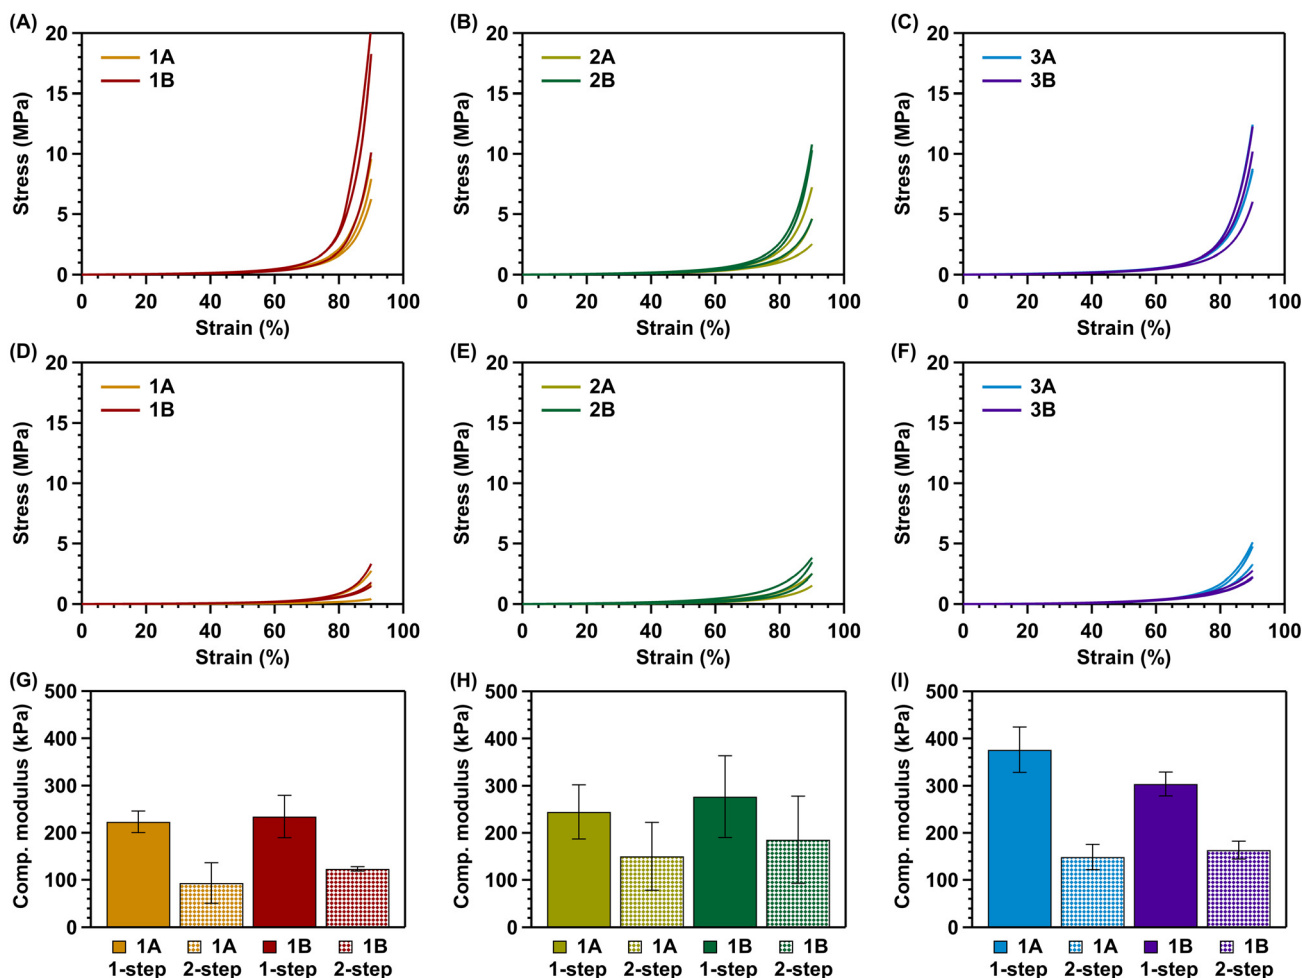 (A)
20
15
10
5
0
Stress (MPa)
1A
1B
0 20 40 60 80 100
Strain (%)
(B)
20
15
10
5
0
Stress (MPa)
2A
2B
0 20 40 60 80 100
Strain (%)
(C)
20
15
10
5
0
Stress (MPa)
3A
3B
0 20 40 60 80 100
Strain (%)
(D)
20
15
10
5
0
Stress (MPa)
1A
1B
0 20 40 60 80 100
Strain (%)
(E)
20
15
10
5
0
Stress (MPa)
2A
2B
0 20 40 60 80 100
Strain (%)
(F)
20
15
10
5
0
Stress (MPa)
3A
3B
0 20 40 60 80 100
Strain (%)
(G)
500
400
300
200
100
0
Comp. modulus (kPa)
1A 1A 1B 1B
1-step 2-step 1-step 2-step
(H)
500
400
300
200
100
0
Comp. modulus (kPa)
1A 1A 1B 1B
1-step 2-step 1-step 2-step
(I)
500
400
300
200
100
0
Comp. modulus (kPa)
1A 1A 1B 1B
1-step 2-step 1-step 2-step